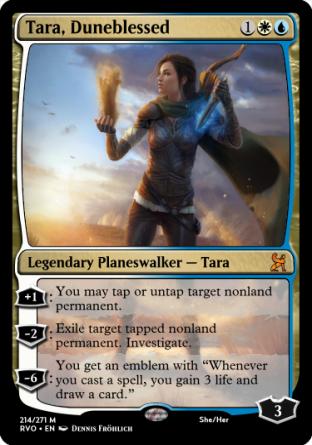 Tara, Duneblessed 1
Legendary Planeswalker — Tara
+1: You may tap or untap target nonland
permanent.
-2: Exile target tapped nonland
permanent. Investigate.
-6: You get an emblem with “Whenever
you cast a spell, you gain 3 life and
draw a card.”
3
214/271 M
She/Her
RVO • EN Dennis Fröhlich